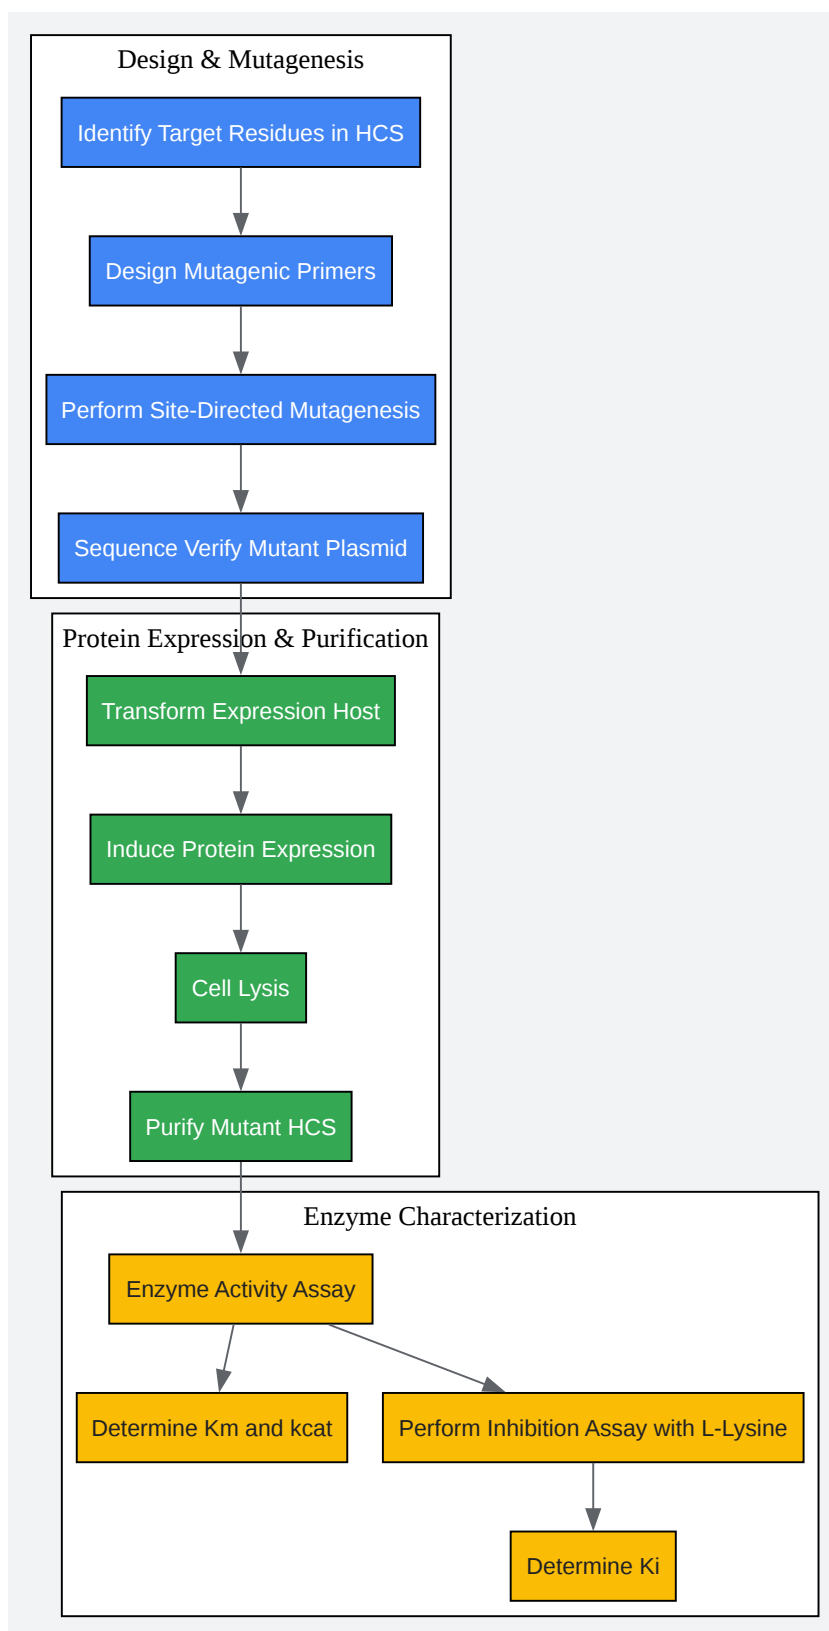 Design & Mutagenesis
Identify Target Residues in HCS
Design Mutagenic Primers
Perform Site-Directed Mutagenesis
Sequence Verify Mutant Plasmid
Protein Expression & Purification
Transform Expression Host
Induce Protein Expression
Cell Lysis
Purify Mutant HCS
Enzyme Characterization
Enzyme Activity Assay
Determine Km and kcat
Perform Inhibition Assay with L-Lysine
Determine Ki